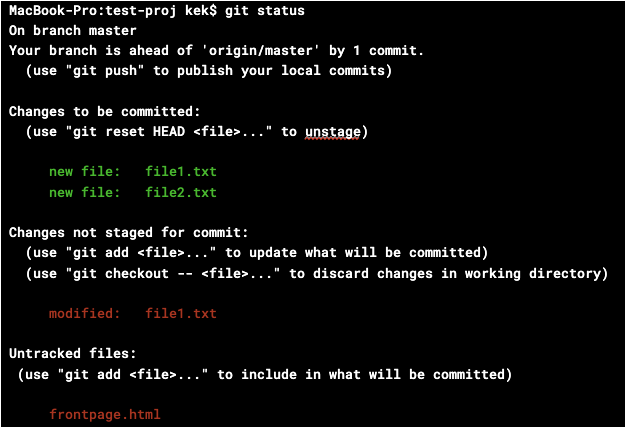 MacBook-Pro:test-proj kek$ git status
On branch master
Your branch is ahead of 'origin/master' by 1 commit.
(use "git push" to publish your local commits)
Changes to be committed:
(use "git reset HEAD <file>..." to unstage)
new file: file1.txt
new file: file2.txt
Changes not staged for commit:
(use "git add <file>..." to update what will be committed)
(use "git checkout -- <file>..." to discard changes in working directory)
modified: file1.txt
Untracked files:
(use "git add <file>..." to include in what will be committed)
frontpage.html